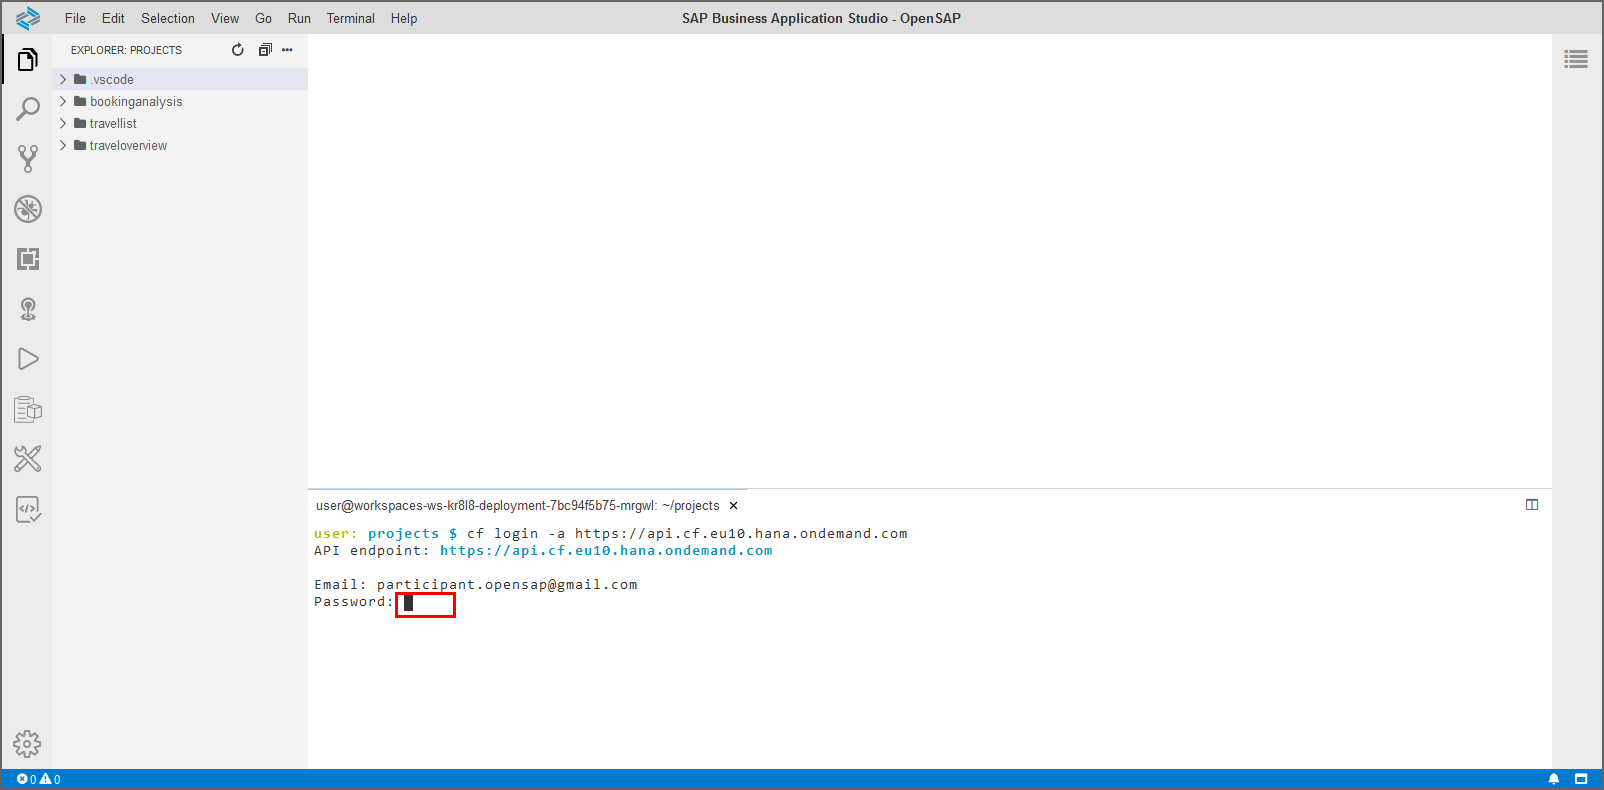 File Edit Selection View Go Run Terminal Help
SAP Business Application Studio - OpenSAP
EXPLORER: PROJECTS
.vscode
bookinganalysis
travellist
traveloverview
user@workspaces-ws-kr8l8-deployment-7bc94f5b75-mrgwl: ~/projects
user: projects $ cf login -a https://api.cf.eu10.hana.ondemand.com
API endpoint: https://api.cf.eu10.hana.ondemand.com
Email: participant.opensap@gmail.com
Password:
0 0